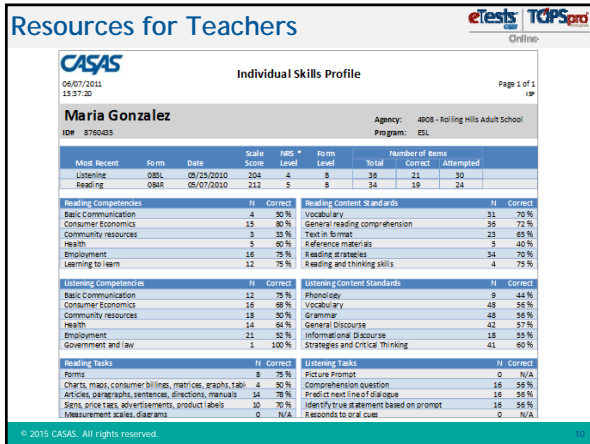 Resources for Teachers
eTests TOPSpro
Online
CASAS
06/07/2011
15:37:20
Individual Skills Profile
Page 1 of 1
ISP
Maria Gonzalez
ID# 8760435
Agency: 4908 - Rolling Hills Adult School
Program: ESL
Most Recent Form Date Scale Score NRS * Level Form Level Number of Items Total Correct Attempted
Listening 083L 05/25/2010 204 4 B 36 21 30
Reading 084R 05/07/2010 212 5 B 34 19 24
Reading Competencies N Correct
Basic Communication 4 50 %
Consumer Economics 15 80 %
Community resources 3 33 %
Health 5 60 %
Employment 16 75 %
Learning to learn 12 75 %
Reading Content Standards N Correct
Vocabulary 31 70 %
General reading comprehension 36 72 %
Text in format 23 65 %
Reference materials 5 40 %
Reading strategies 34 70 %
Reading and thinking skills 4 75 %
Listening Competencies N Correct
Basic Communication 12 75 %
Consumer Economics 16 68 %
Community resources 18 50 %
Health 14 64 %
Employment 21 52 %
Government and law 1 100 %
Listening Content Standards N Correct
Phonology 9 44 %
Vocabulary 48 56 %
Grammar 48 56 %
General Discourse 42 57 %
Informational Discourse 18 55 %
Strategies and Critical Thinking 41 60 %
Reading Tasks N Correct
Forms 8 75 %
Charts, maps, consumer billings, matrices, graphs, tabl 4 50 %
Articles, paragraphs, sentences, directions, manuals 14 78 %
Signs, price tags, advertisements, product labels 10 70 %
Measurement scales, diagrams 0 N/A
Listening Tasks N Correct
Picture Prompt 0 N/A
Comprehension question 16 56 %
Predict next line of dialogue 16 56 %
Identify true statement based on prompt 16 56 %
Responds to oral cues 0 N/A
© 2015 CASAS. All rights reserved.
10